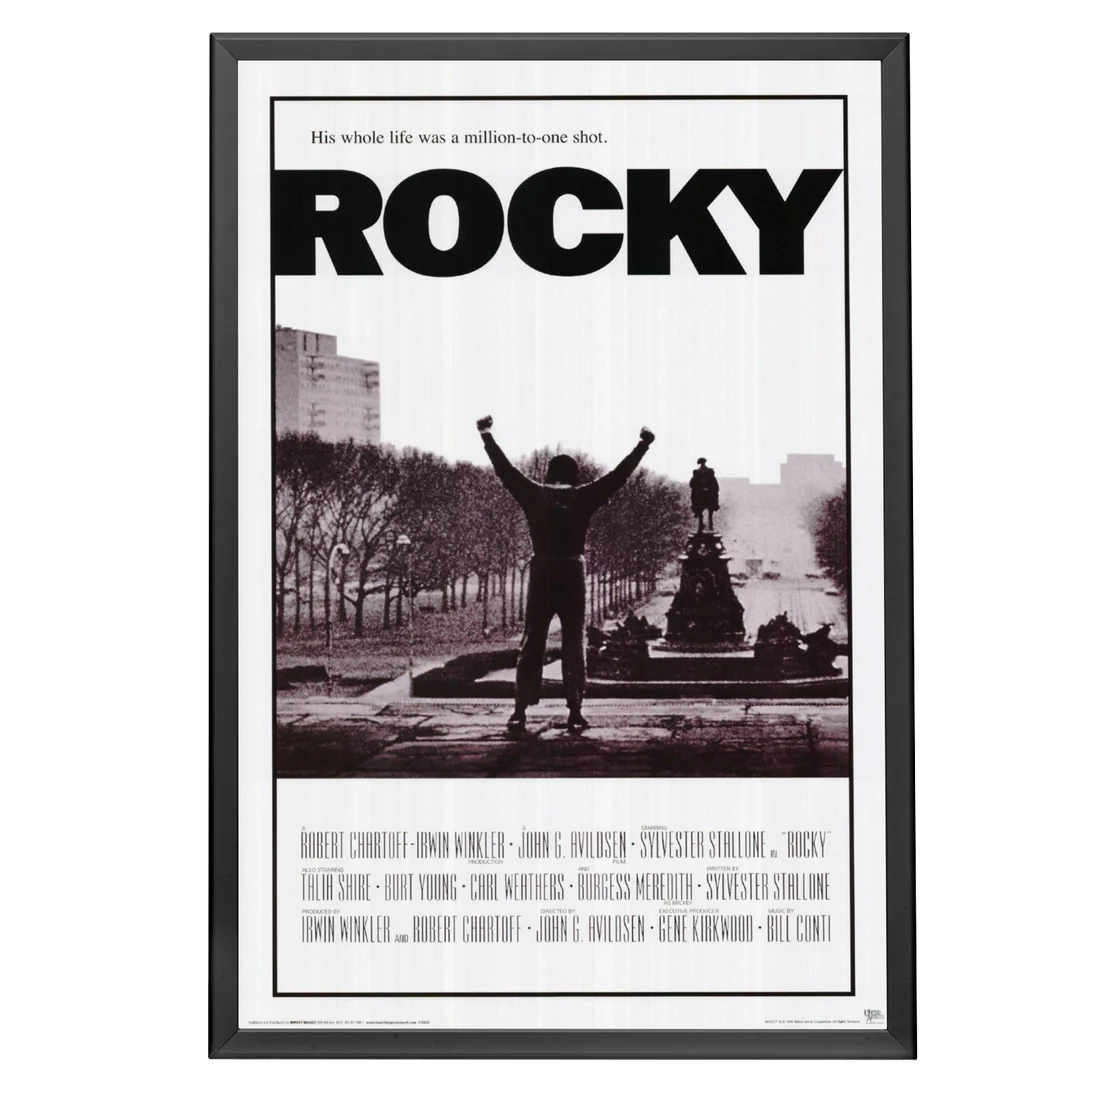 His whole life was a million-to-one shot.
ROCKY
A STARRING
ROBERT CHARTOFF-IRWIN WINKLER · A JOHN G. AVILDSEN · SYLVESTER STALLONE IN "ROCKY"
PRODUCTION FILM
ALSO STARRING AND WRITTEN BY
TALIA SHIRE · BURT YOUNG · CARL WEATHERS · BURGESS MEREDITH · SYLVESTER STALLONE
AS MICKEY
PRODUCED BY DIRECTED BY EXECUTIVE PRODUCER MUSIC BY
IRWIN WINKLER AND ROBERT CHARTOFF · JOHN G. AVILDSEN · GENE KIRKWOOD · BILL CONTI